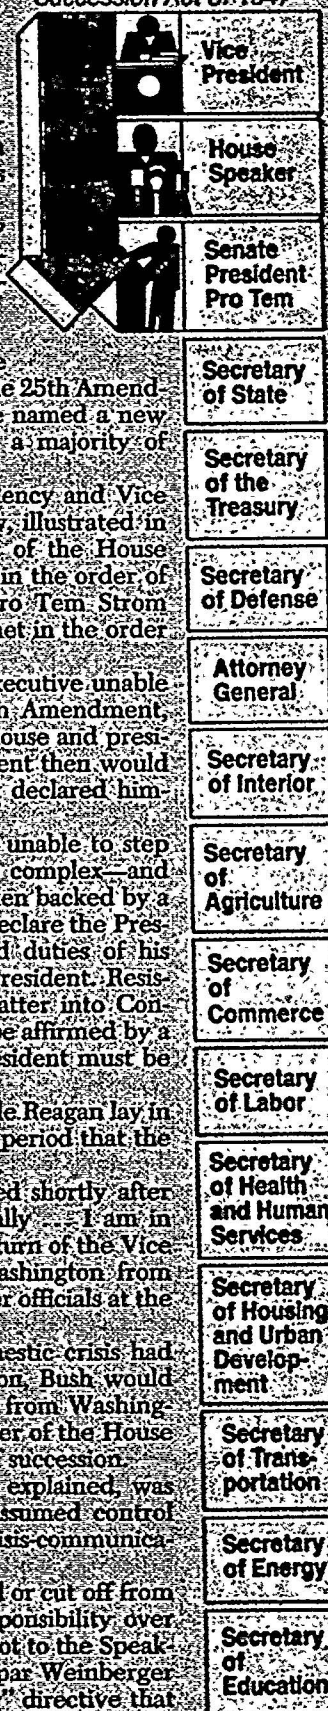 Succession Act of 1947
Vice
President
House
Speaker
Senate
President
Pro Tem
Secretary
of State
Secretary
of the
Treasury
Secretary
of Defense
Attorney
General
Secretary
of Interior
Secretary
of
Agriculture
Secretary
of
Commerce
Secretary
of Labor
Secretary
of Health
and Human
Services
Secretary
of Housing
and Urban
Develop-
ment
Secretary
of Trans-
portation
Secretary
of Energy
Secretary
of
Education
e 25th Amend-
named a new
a majority of
ency and Vice
, illustrated in
of the House
in the order of
ro Tem Strom
net in the order
xecutive unable
h Amendment,
ouse and presi-
ent then would
declared him-
unable to step
complex—and
en backed by a
eclare the Pres-
d duties of his
resident. Resis-
atter into Con-
be affirmed by a
esident must be
le Reagan lay in
period that the
ed shortly after
ally I am in
turn of the Vice
ashington from
er officials at the
mestic crisis had
on, Bush would
from Washing-
er of the House
succession.
explained, was
assumed control
isis-communica-
l or cut off from
ponsibility over
ot to the Speak-
par Weinberger
" directive that